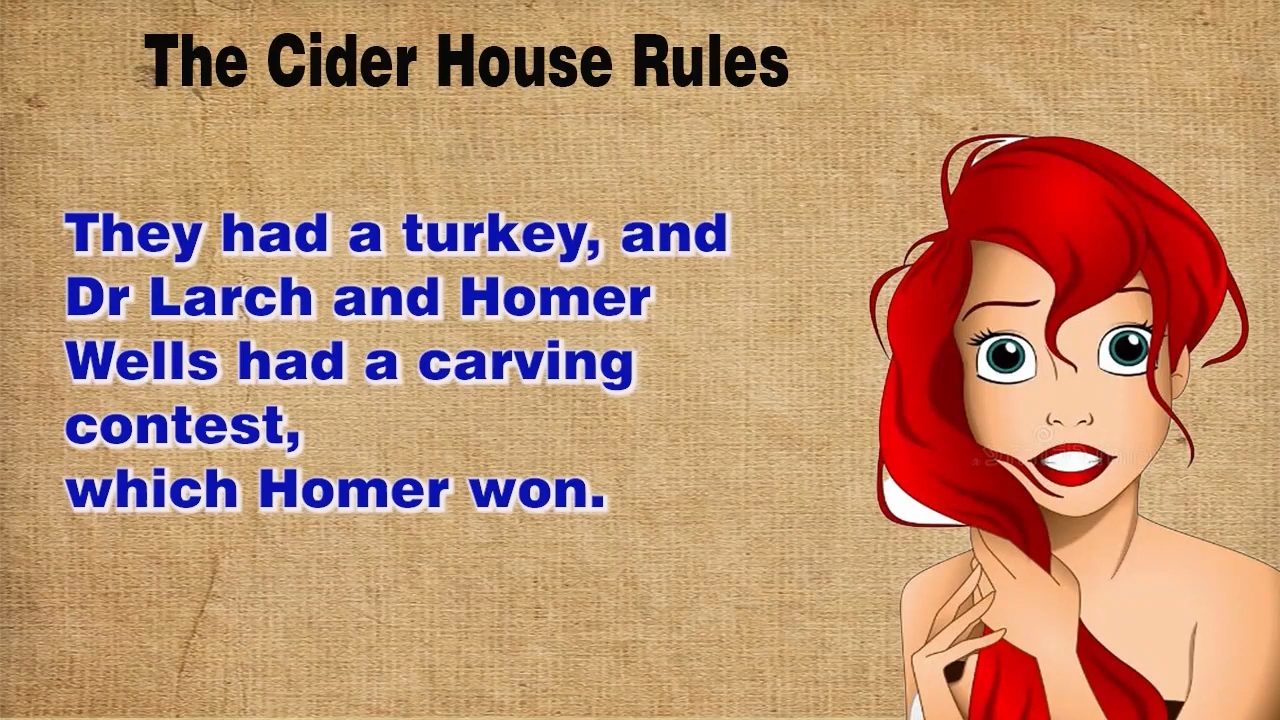 The Cider House Rules
They had a turkey, and
Dr Larch and Homer
Wells had a carving
contest,
which Homer won.